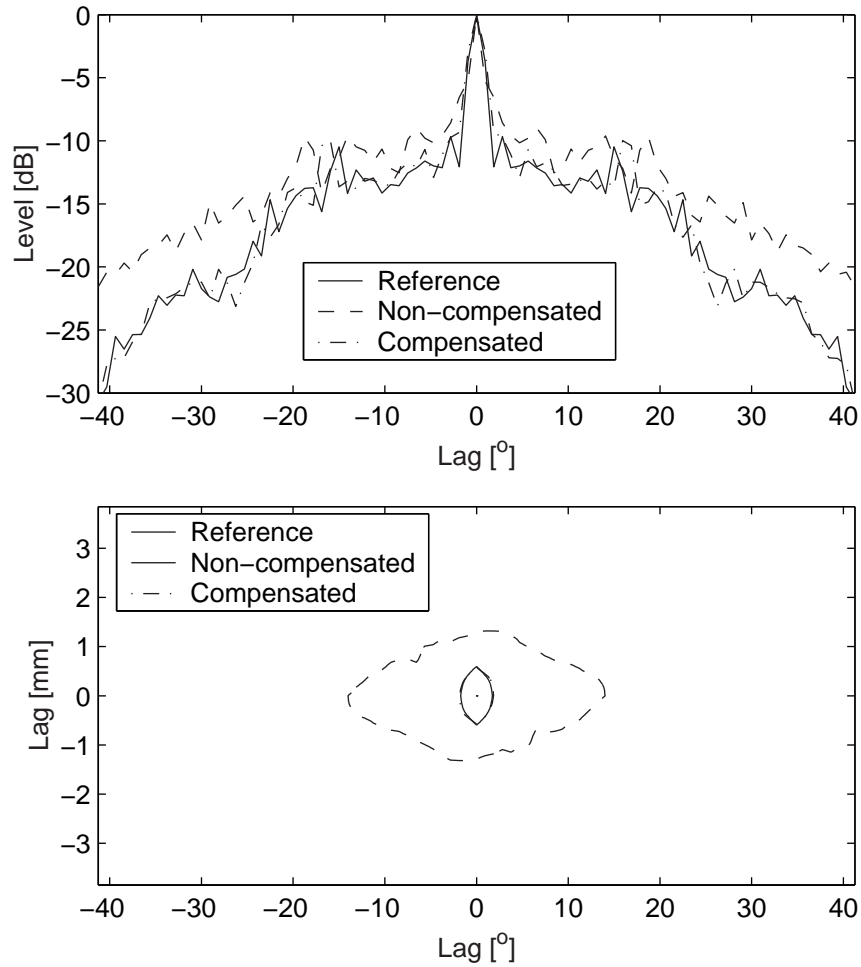 0
−5
−10
−15
−20
−25
−30
Level [dB]
Reference
Non−compensated
Compensated
−40 −30 −20 −10 0 10 20 30 40
Lag [o]
Reference
Non−compensated
Compensated
3
2
1
0
−1
−2
−3
Lag [mm]
−40 −30 −20 −10 0 10 20 30 40
Lag [o]